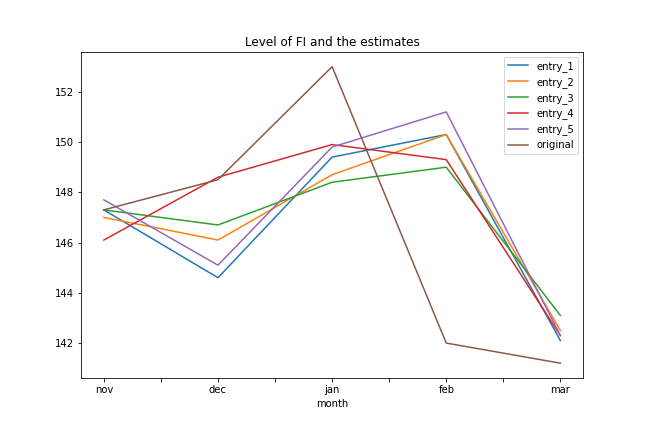 Level of FI and the estimates
entry_1
entry_2
entry_3
entry_4
entry_5
original
152
150
148
146
144
142
nov dec jan feb mar
month